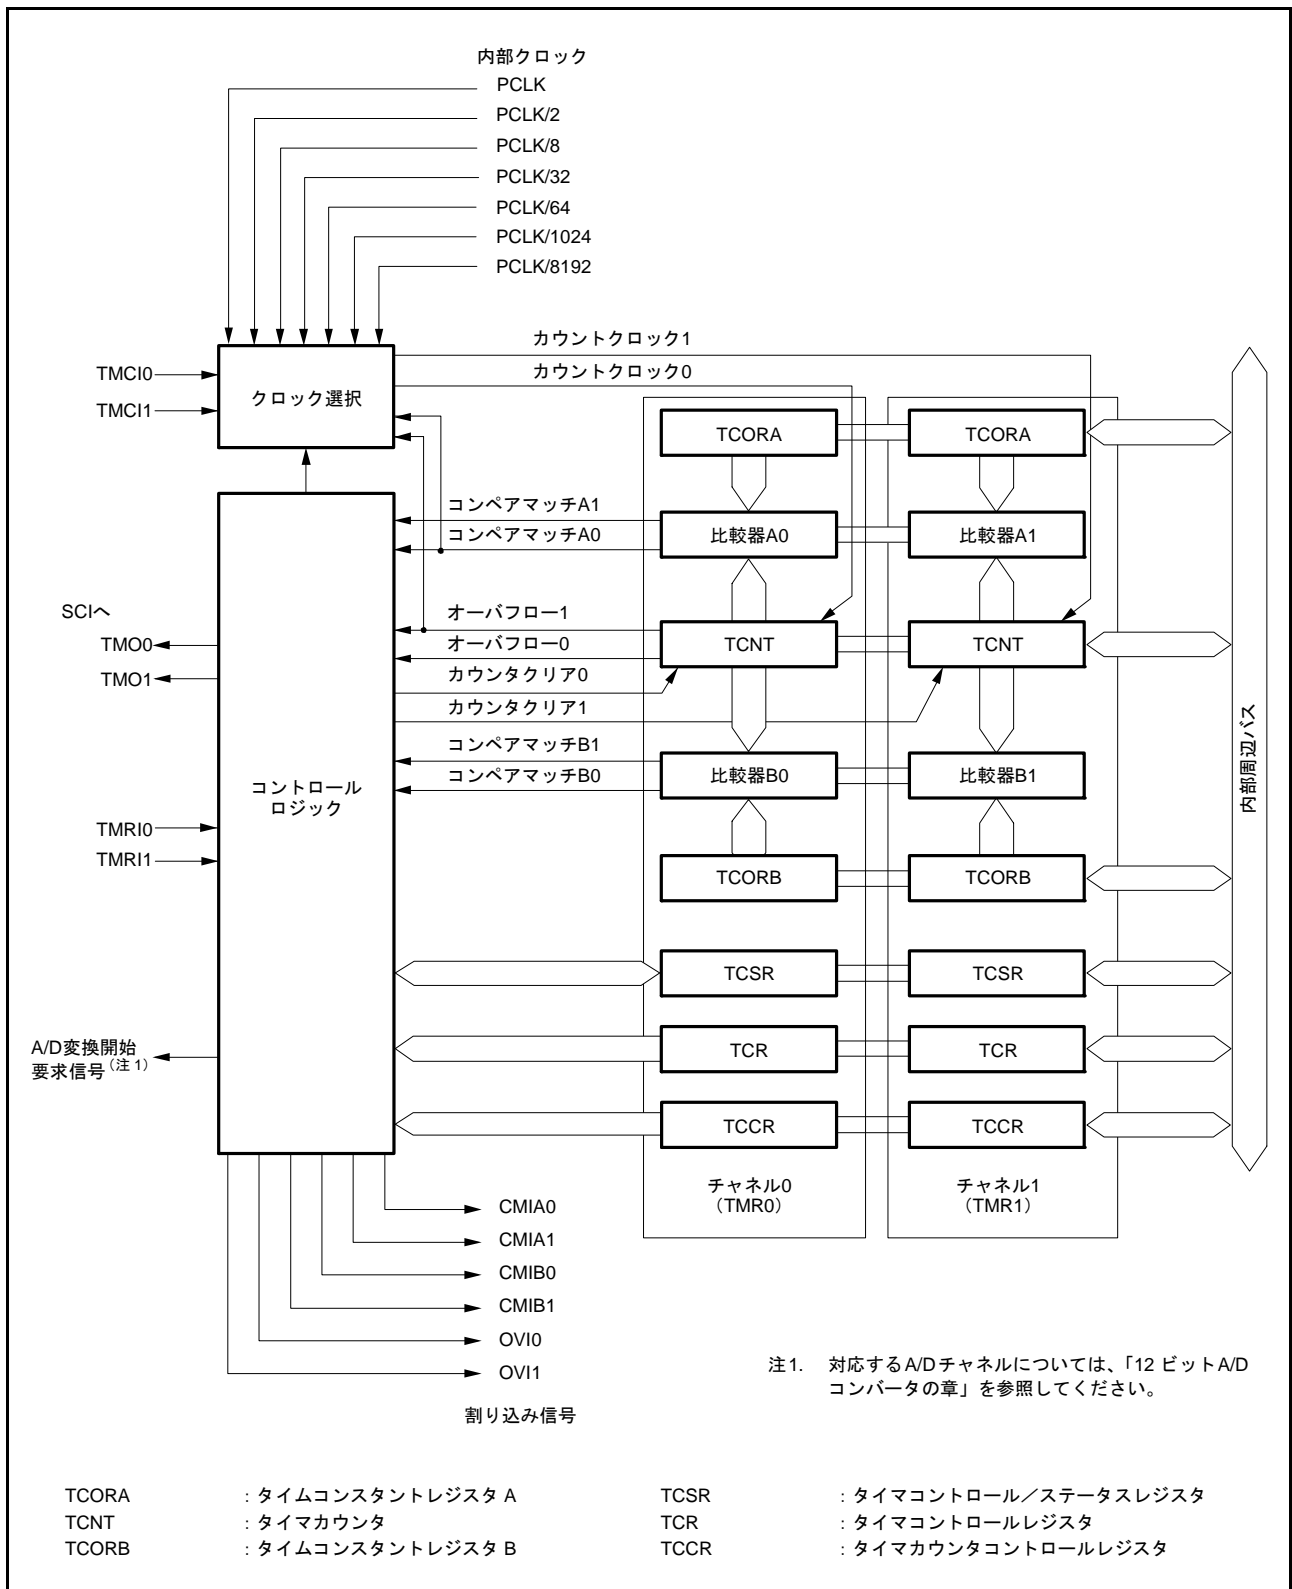 内部クロック
PCLK
PCLK/2
PCLK/8
PCLK/32
PCLK/64
PCLK/1024
PCLK/8192
カウントクロック1
カウントクロック0
TMCI0
TMCI1
クロック選択
TCORA
TCORA
コンペアマッチA1
コンペアマッチA0
比較器A0
比較器A1
SCIへ
TMO0
TMO1
オーバフロー1
オーバフロー0
カウンタクリア0
カウンタクリア1
TCNT
TCNT
コンペアマッチB1
コンペアマッチB0
比較器B0
比較器B1
コントロール
ロジック
内部周辺バス
TMRI0
TMRI1
TCORB
TCORB
TCSR
TCSR
A/D変換開始
要求信号(注1)
TCR
TCR
TCCR
TCCR
チャネル0
(TMR0)
チャネル1
(TMR1)
CMIA0
CMIA1
CMIB0
CMIB1
OVI0
OVI1
割り込み信号
注1. 対応するA/Dチャネルについては、「12 ビットA/D
コンバータの章」を参照してください。
TCORA : タイムコンスタントレジスタ A
TCNT : タイマカウンタ
TCORB : タイムコンスタントレジスタ B
TCSR : タイマコントロール/ステータスレジスタ
TCR : タイマコントロールレジスタ
TCCR : タイマカウンタコントロールレジスタ